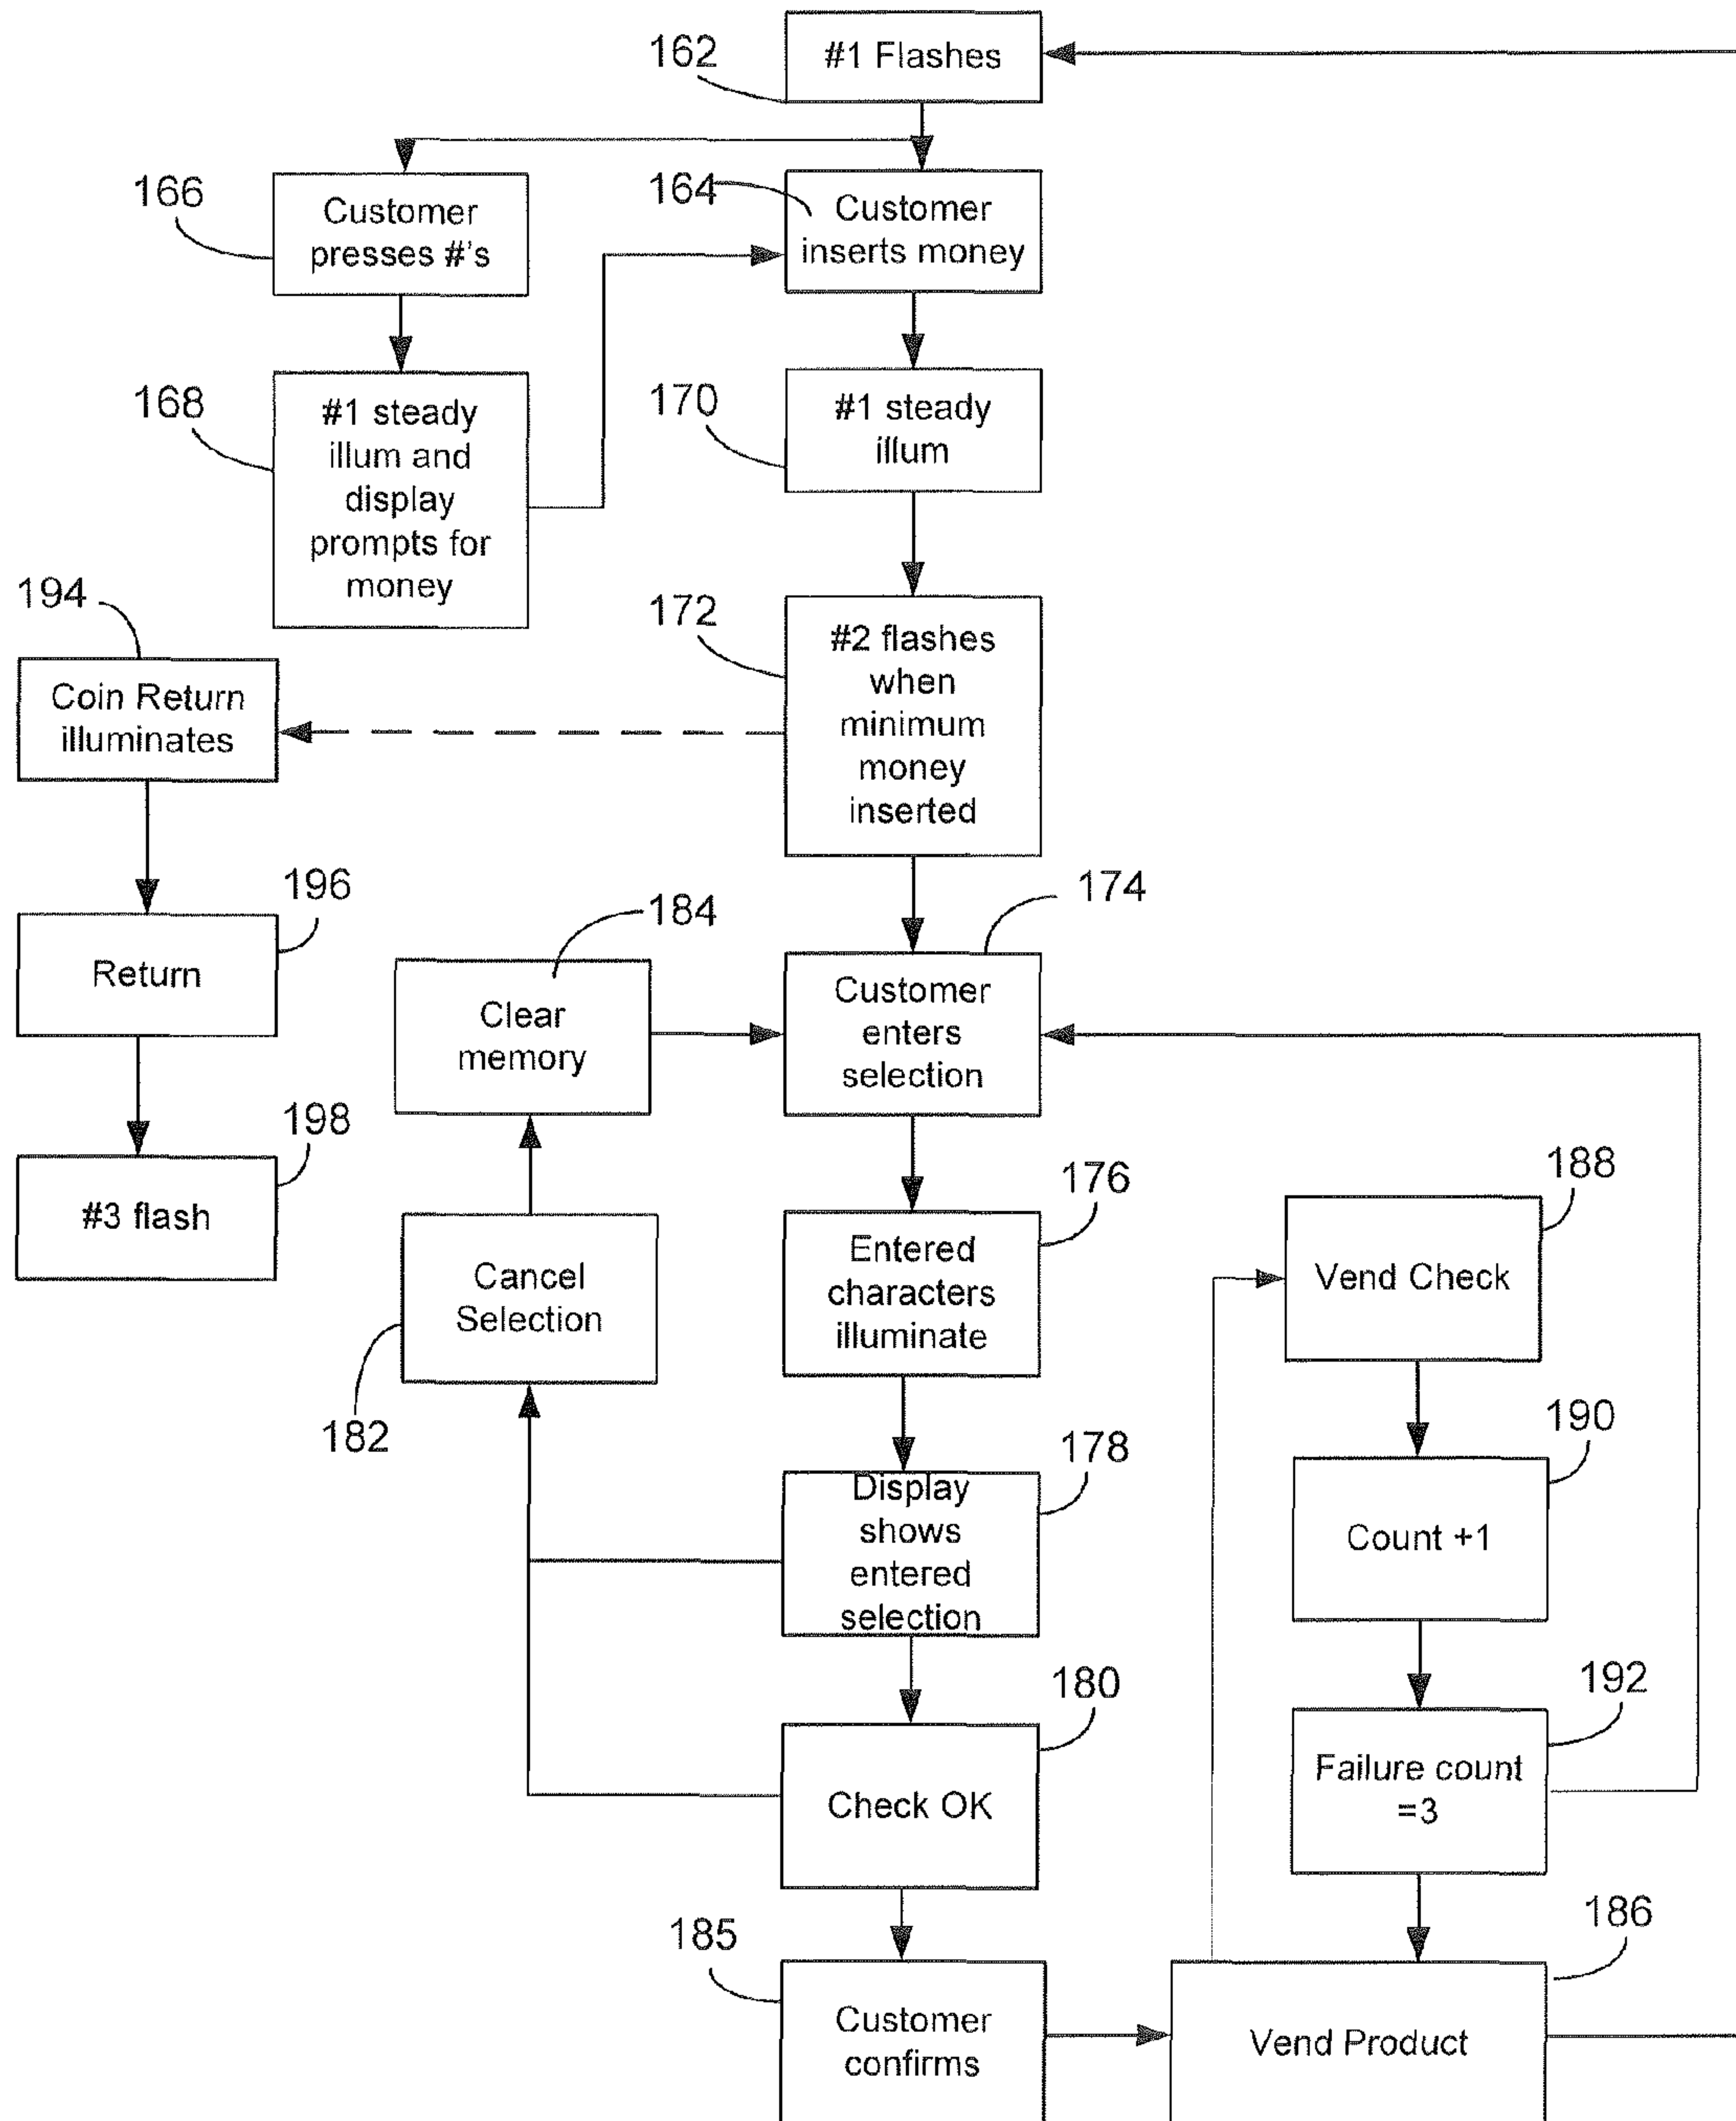 162
#1 Flashes
166
Customer
presses #'s
164
Customer
inserts money
168
#1 steady
illum and
display
prompts for
money
170
#1 steady
illum
194
Coin Return
illuminates
172
#2 flashes
when
minimum
money
inserted
196
Return
184
Clear
memory
174
Customer
enters
selection
198
#3 flash
182
Cancel
Selection
176
Entered
characters
illuminate
188
Vend Check
178
Display
shows
entered
selection
190
Count +1
180
Check OK
192
Failure count
=3
185
Customer
confirms
186
Vend Product